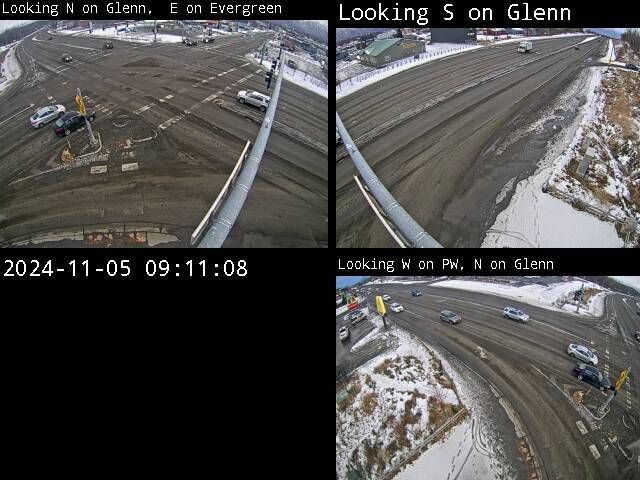 Looking N on Glenn, E on Evergreen
Looking S on Glenn
2024-11-05 09:11:08
Looking W on PW, N on Glenn